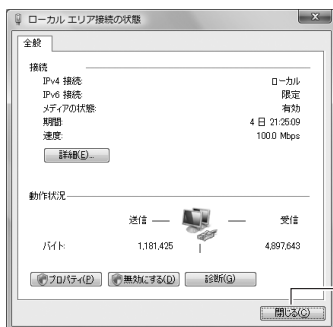 ローカル エリア接続の状態
全般
接続
IPv4 接続: ローカル
IPv6 接続: 限定
メディアの状態: 有効
期間: 4 日 21:25:09
速度: 100.0 Mbps
詳細(E)...
動作状況
送信 — — 受信
バイト: 1,181,425 | 4,897,643
プロパティ(P) 無効にする(D) 診断(G)
閉じる(C)